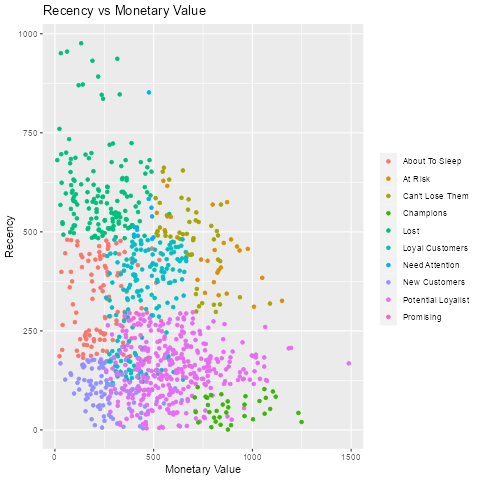 Recency vs Monetary Value
1000
750
500
250
0
Recency
0
500
1000
1500
Monetary Value
About To Sleep
At Risk
Can't Lose Them
Champions
Lost
Loyal Customers
Need Attention
New Customers
Potential Loyalist
Promising